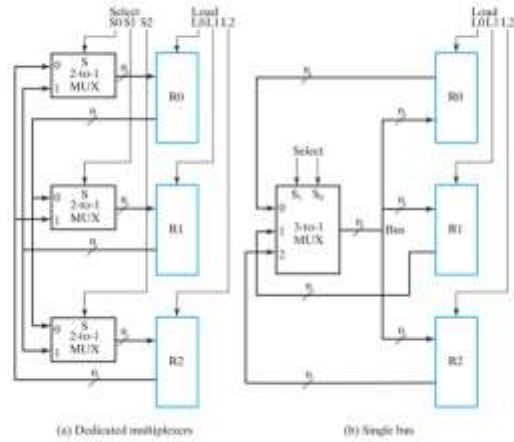 Select
S0 S1 S2
Load
L0 L1 L2
n
0
1
S
2-to-1
MUX
R0
n
n
0
1
S
2-to-1
MUX
R1
n
n
0
1
S
2-to-1
MUX
R2
n
(a) Dedicated multiplexers
Load
L0 L1 L2
n
R0
n
Select
S1 S0
0
1
2
3-to-1
MUX
n
Bus
n
R1
n
n
R2
n
(b) Single bus